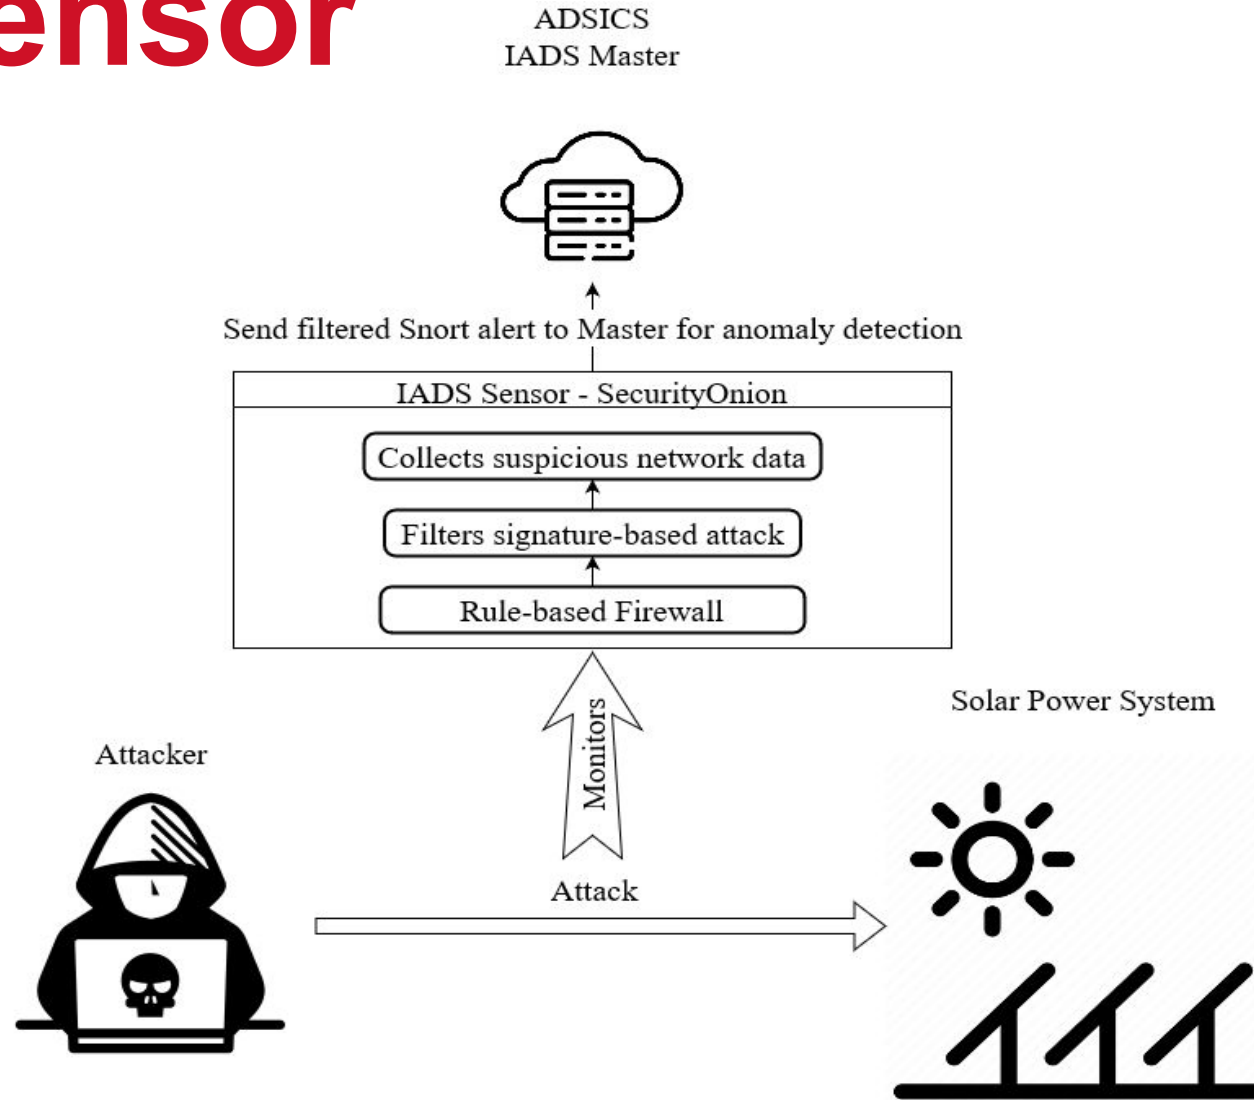 ensor
ADSICS
IADS Master
Send filtered Snort alert to Master for anomaly detection
IADS Sensor - SecurityOnion
Collects suspicious network data
Filters signature-based attack
Rule-based Firewall
Monitors
Solar Power System
Attacker
Attack